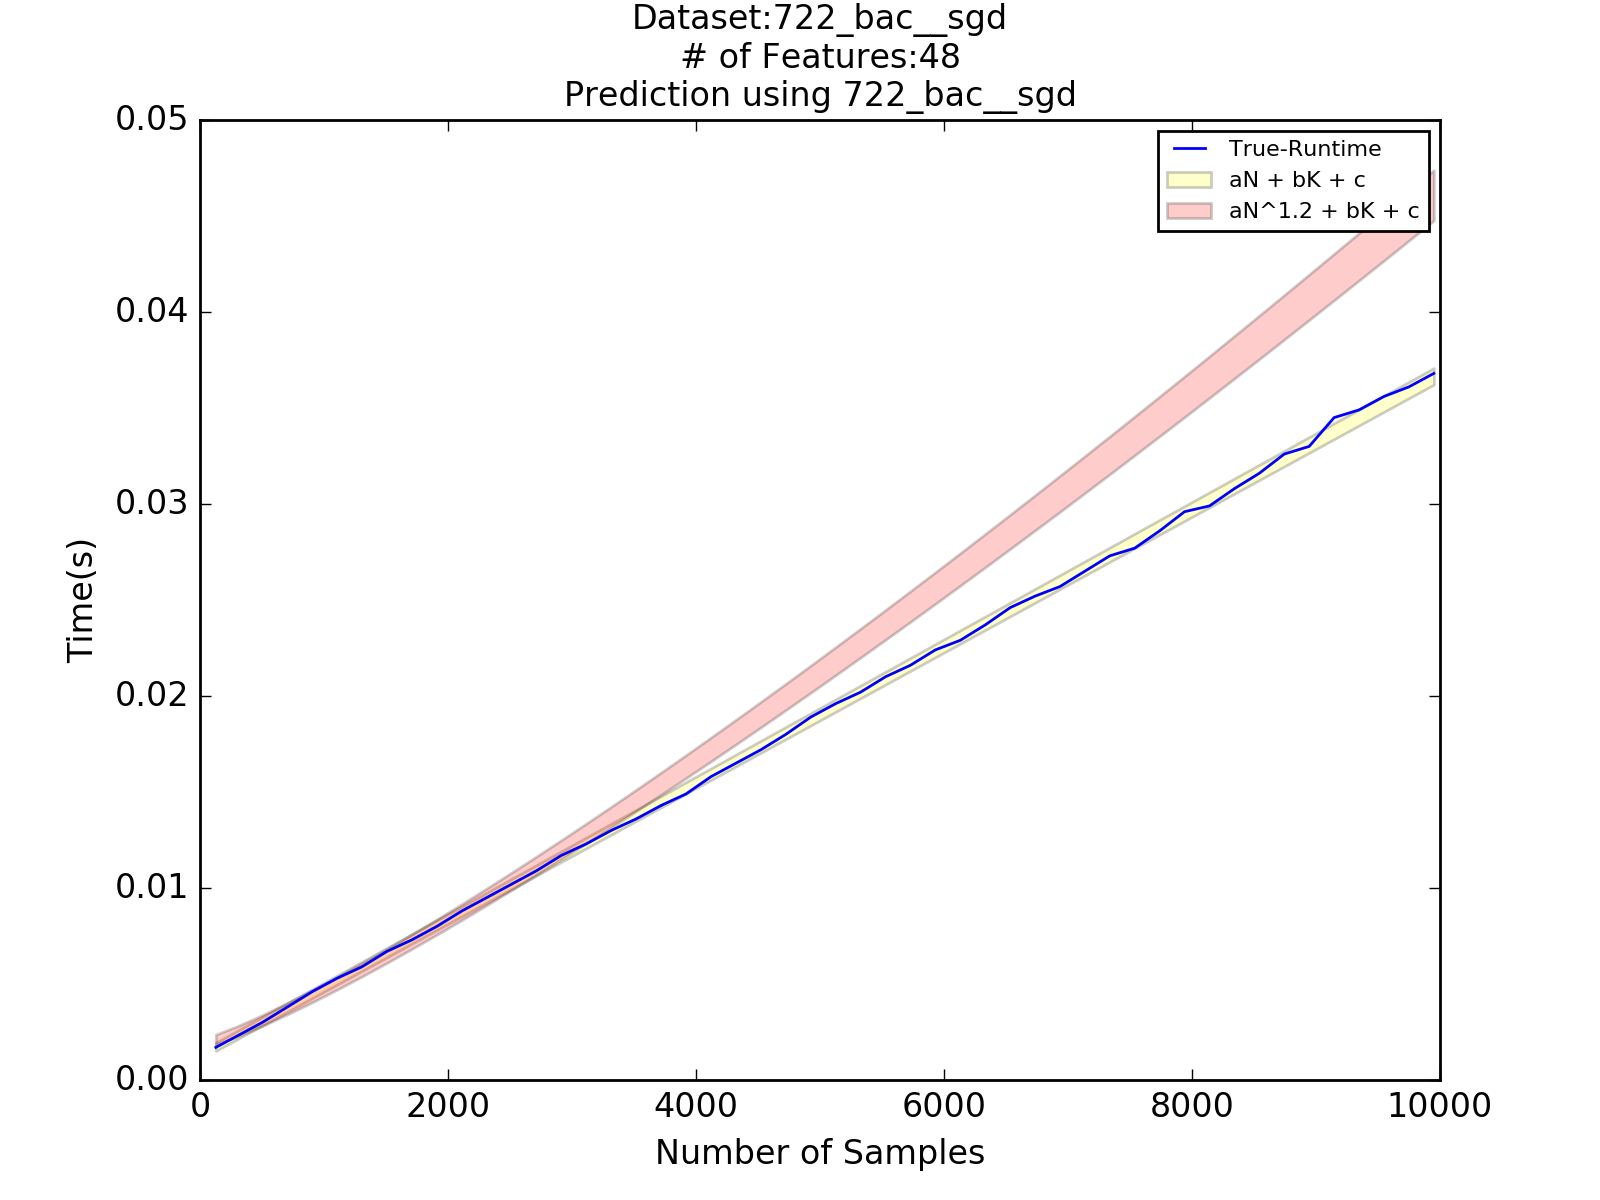 Dataset:722_bac__sgd
# of Features:48
Prediction using 722_bac__sgd
0.05
True-Runtime
aN + bK + c
aN^1.2 + bK + c
0.04
0.03
0.02
0.01
0.00
Time(s)
0 2000 4000 6000 8000 10000
Number of Samples